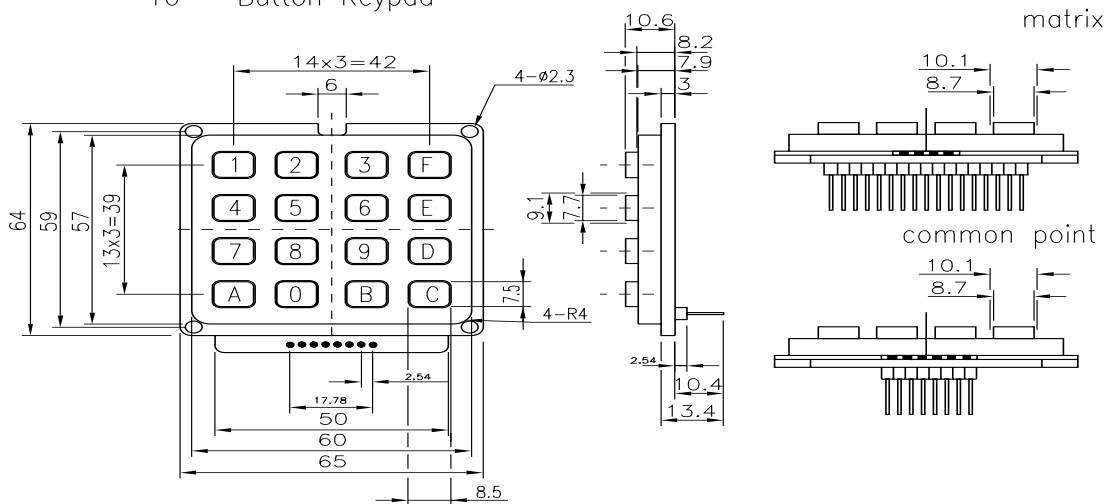 Button Keypad
matrix
14x3=42
6
4-ø2.3
10.6
8.2
7.9
3
10.1
8.7
1 2 3 F
4 5 6 E
7 8 9 D
A 0 B C
64
59
57
13x3=39
7.5
4-R4
9.1
7.7
common point
10.1
8.7
2.54
17.78
50
60
65
8.5
2.54
10.4
13.4